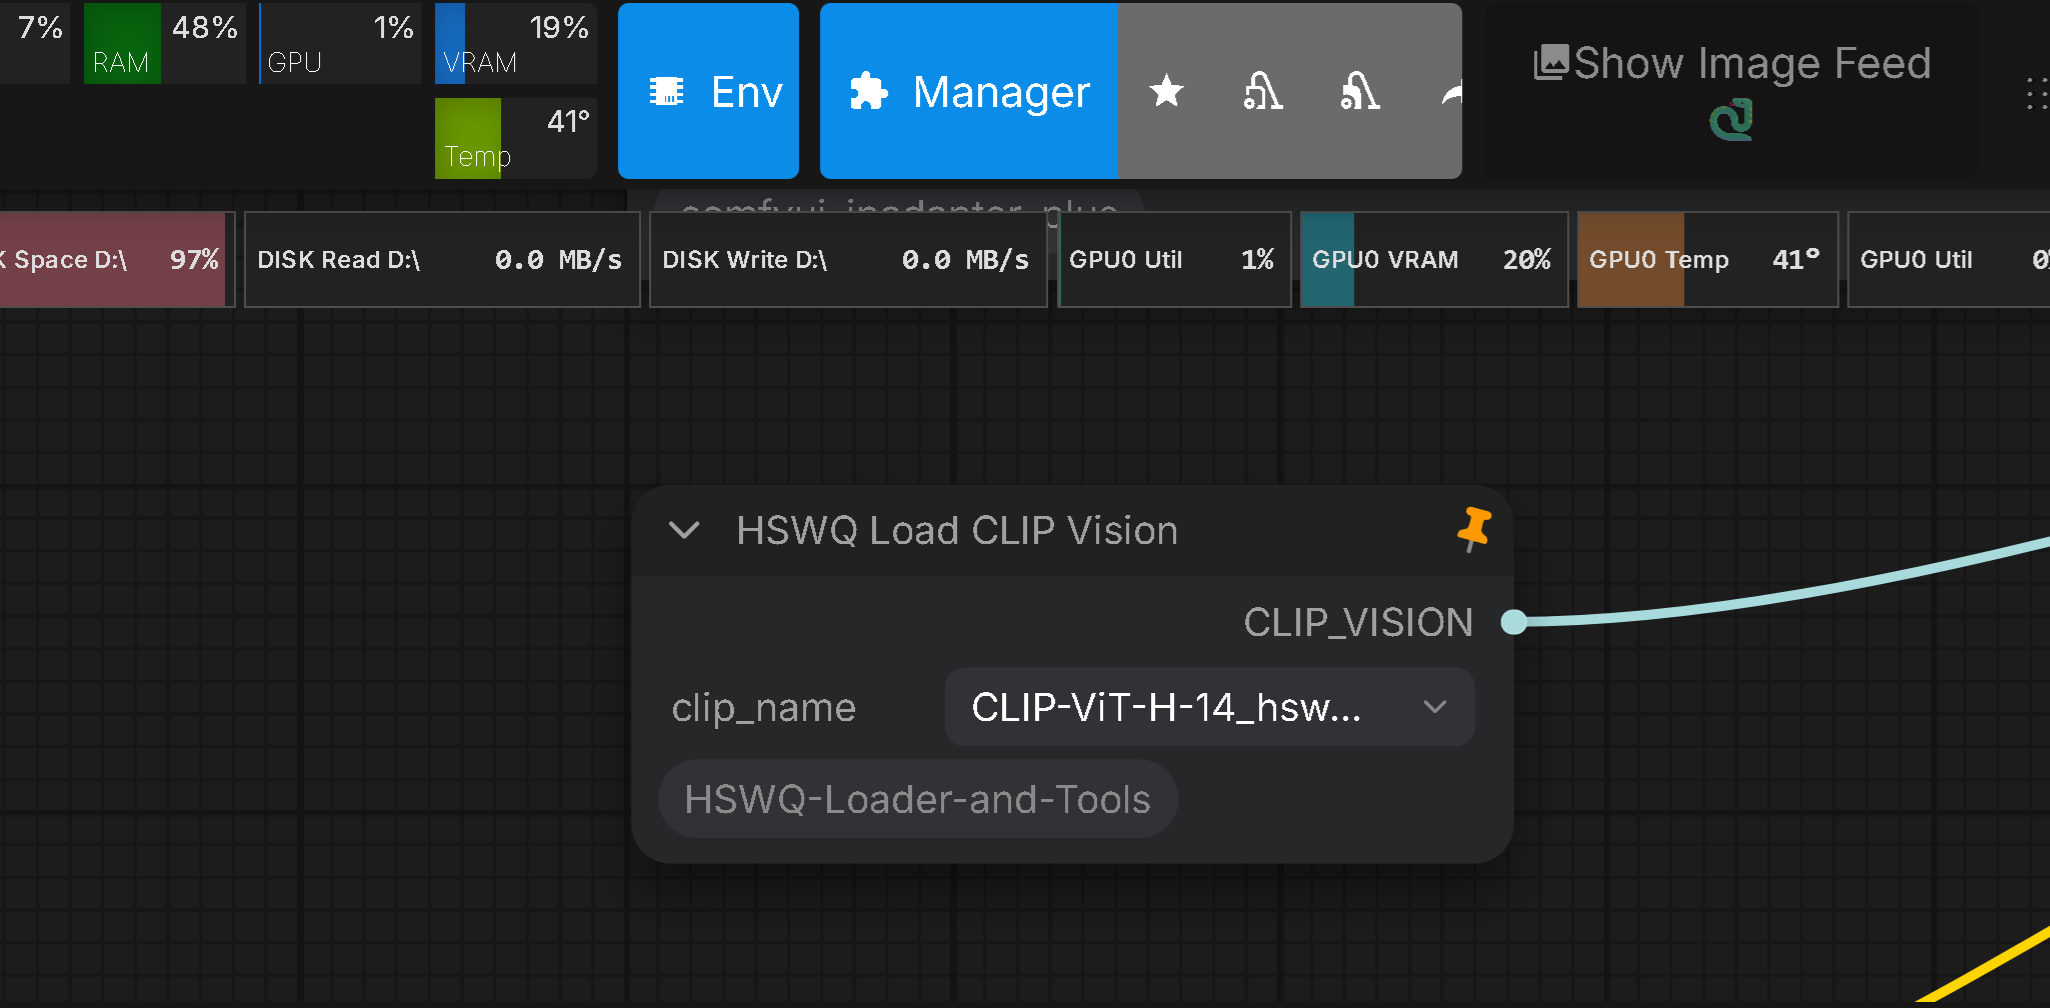 7%
RAM 48%
GPU 1%
VRAM 19%
Temp 41°
Env
Manager
Show Image Feed
comfyui_ipadapter_plus
K Space D:\ 97%
DISK Read D:\ 0.0 MB/s
DISK Write D:\ 0.0 MB/s
GPU0 Util 1%
GPU0 VRAM 20%
GPU0 Temp 41°
GPU0 Util 0%
HSWQ Load CLIP Vision
CLIP_VISION
clip_name CLIP-ViT-H-14_hsw...
HSWQ-Loader-and-Tools